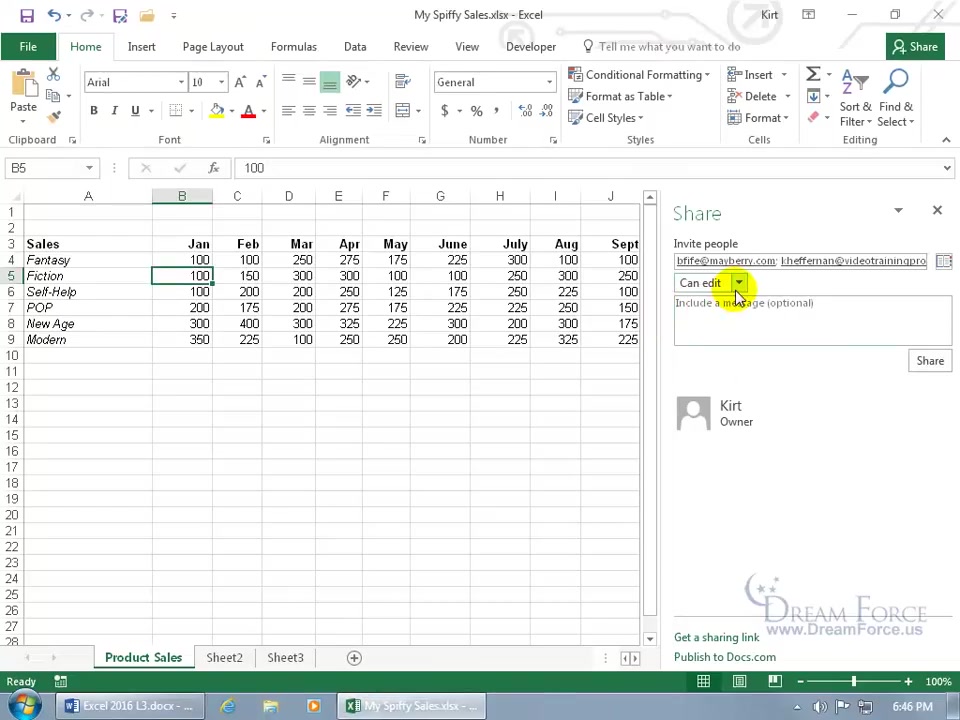 My Spiffy Sales.xlsx - Excel
Kirt
File Home Insert Page Layout Formulas Data Review View Developer Tell me what you want to do Share
Paste
Arial 10
B I U A
General
$ % ,
Conditional Formatting
Format as Table
Cell Styles
Insert
Delete
Format
Sort & Filter
Find & Select
Clipboard Font Alignment Number Styles Cells Editing
B5 fx 100
A B C D E F G H I J
1
2
3 Sales Jan Feb Mar Apr May June July Aug Sept
4 Fantasy 100 100 250 275 175 225 300 100 100
5 Fiction 100 150 300 300 100 100 250 300 250
6 Self-Help 100 200 200 250 125 175 250 225 100
7 POP 200 175 200 275 175 225 225 250 150
8 New Age 300 400 300 325 225 300 200 300 175
9 Modern 350 225 100 250 250 200 225 325 225
10
11
12
13
14
15
16
17
18
19
20
21
22
23
24
25
26
27
28
Share
Invite people
bfife@mayberry.com; kheffernan@videotrainingpro
Can edit
Include a message (optional)
Share
Kirt
Owner
DREAM FORCE
www.DreamForce.us
Get a sharing link
Publish to Docs.com
Product Sales Sheet2 Sheet3
Ready 100%
Excel 2016 L3.docx - ...
My Spiffy Sales.xlsx - ...
6:46 PM